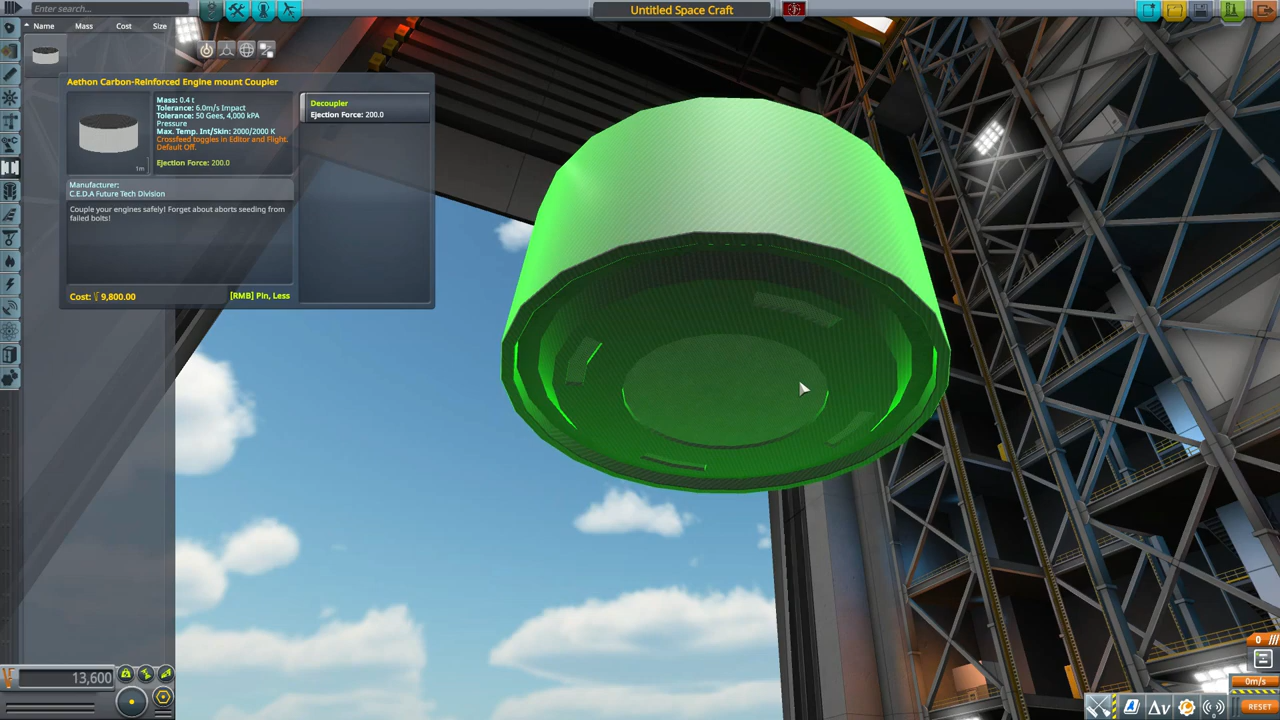 Enter search...
Untitled Space Craft
Name Mass Cost Size
Aethon Carbon-Reinforced Engine mount Coupler
1m
Mass: 0.4 t
Tolerance: 6.0m/s Impact
Tolerance: 50 Gees, 4,000 kPa
Pressure
Max. Temp. Int/Skin: 2000/2000 K
Crossfeed toggles in Editor and Flight.
Default Off.
Ejection Force: 200.0
Decoupler
Ejection Force: 200.0
Manufacturer:
C.E.D.A Future Tech Division
Couple your engines safely! Forget about aborts seeding from
failed bolts!
Cost: 9,800.00
[RMB] Pin, Less
13,600
0
0m/s
Δv
RESET